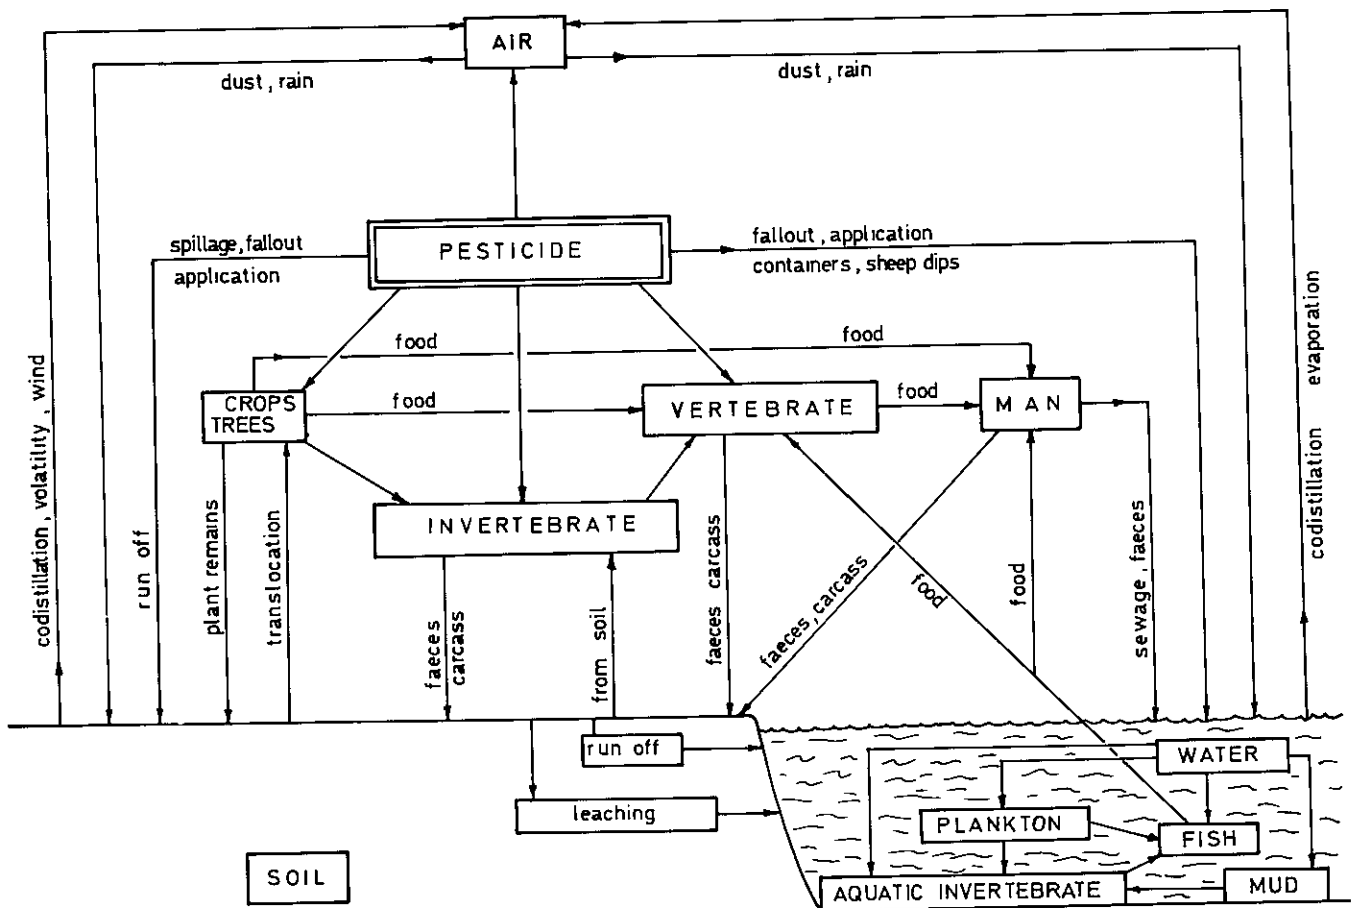 AIR
dust, rain
dust, rain
PESTICIDE
spillage, fallout
application
fallout, application
containers, sheep dips
food
food
CROPS
TREES
food
VERTEBRATE
food
MAN
INVERTEBRATE
codistillation, volatility, wind
run off
plant remains
translocation
faeces
carcass
from soil
faeces carcass
faeces, carcass
food
food
sewage, faeces
codistillation evaporation
run off
leaching
SOIL
WATER
PLANKTON
FISH
AQUATIC INVERTEBRATE
MUD